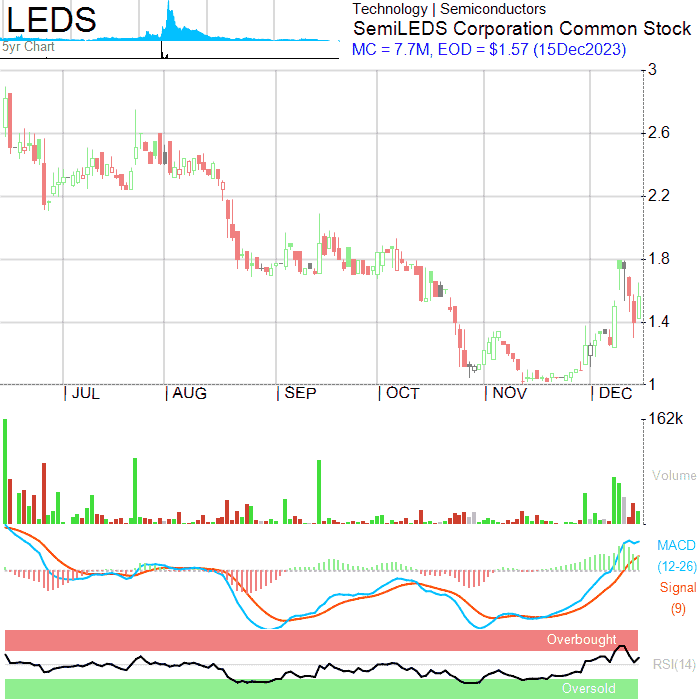 LEDS
5yr Chart
Technology | Semiconductors
SemiLEDS Corporation Common Stock
MC = 7.7M, EOD = $1.57 (15Dec2023)
3
2.6
2.2
1.8
1.4
1
JUL AUG SEP OCT NOV DEC
162k
Volume
MACD
(12-26)
Signal
(9)
Overbought
RSI(14)
Oversold